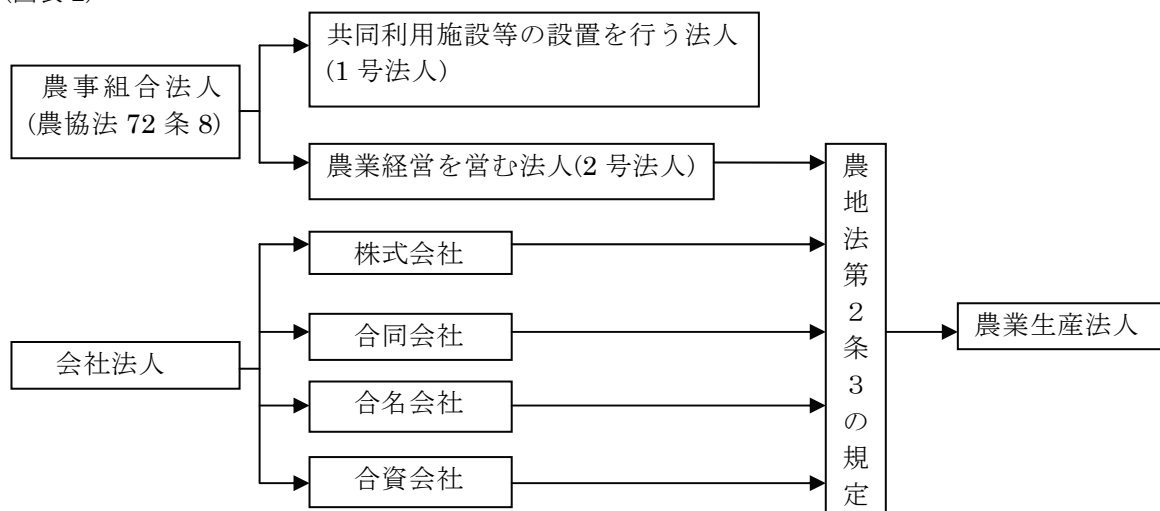 共同利用施設等の設置を行う法人
(1 号法人)
農事組合法人
(農協法 72 条 8)
農業経営を営む法人(2 号法人)
株式会社
合同会社
会社法人
合名会社
合資会社
農地法第２条３の規定
農業生産法人